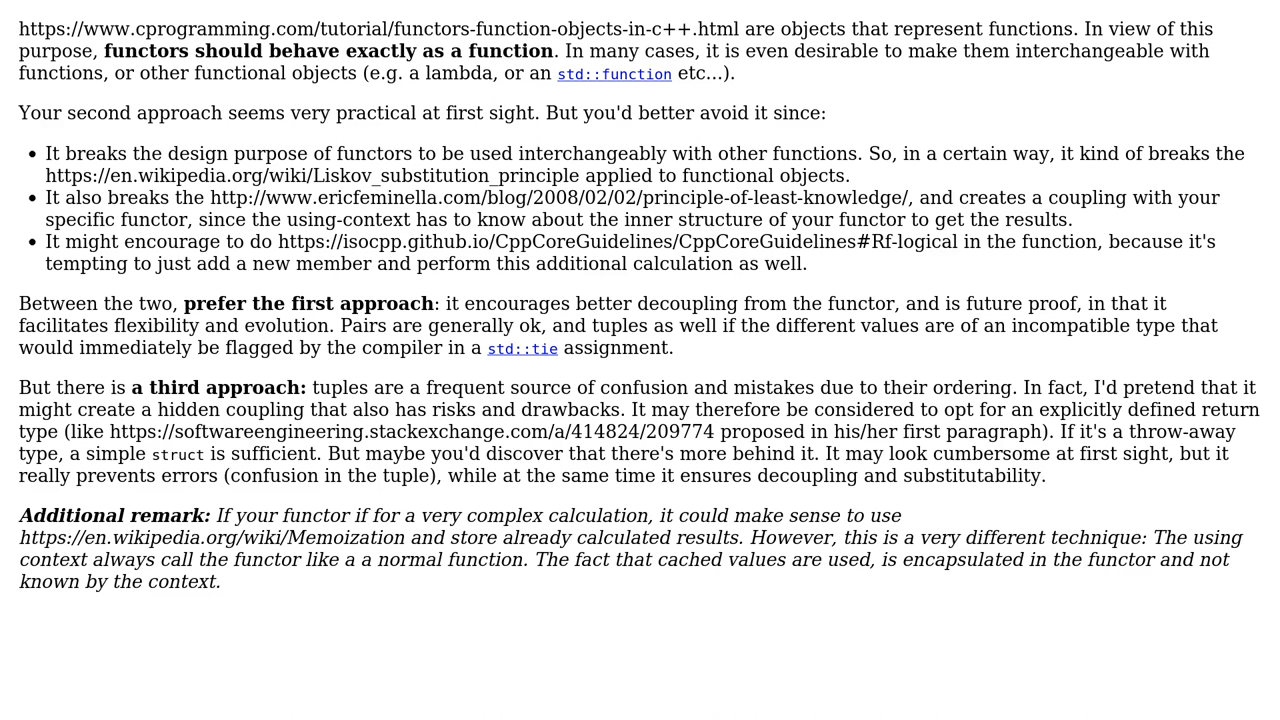 https://www.cprogramming.com/tutorial/functors-function-objects-in-c++.html are objects that represent functions. In view of this
purpose, functors should behave exactly as a function. In many cases, it is even desirable to make them interchangeable with
functions, or other functional objects (e.g. a lambda, or an std::function etc...).
Your second approach seems very practical at first sight. But you'd better avoid it since:
• It breaks the design purpose of functors to be used interchangeably with other functions. So, in a certain way, it kind of breaks the
https://en.wikipedia.org/wiki/Liskov_substitution_principle applied to functional objects.
• It also breaks the http://www.ericfeminella.com/blog/2008/02/02/principle-of-least-knowledge/, and creates a coupling with your
specific functor, since the using-context has to know about the inner structure of your functor to get the results.
• It might encourage to do https://isocpp.github.io/CppCoreGuidelines/CppCoreGuidelines#Rf-logical in the function, because it's
tempting to just add a new member and perform this additional calculation as well.
Between the two, prefer the first approach: it encourages better decoupling from the functor, and is future proof, in that it
facilitates flexibility and evolution. Pairs are generally ok, and tuples as well if the different values are of an incompatible type that
would immediately be flagged by the compiler in a std::tie assignment.
But there is a third approach: tuples are a frequent source of confusion and mistakes due to their ordering. In fact, I'd pretend that it
might create a hidden coupling that also has risks and drawbacks. It may therefore be considered to opt for an explicitly defined return
type (like https://softwareengineering.stackexchange.com/a/414824/209774 proposed in his/her first paragraph). If it's a throw-away
type, a simple struct is sufficient. But maybe you'd discover that there's more behind it. It may look cumbersome at first sight, but it
really prevents errors (confusion in the tuple), while at the same time it ensures decoupling and substitutability.
Additional remark: If your functor if for a very complex calculation, it could make sense to use
https://en.wikipedia.org/wiki/Memoization and store already calculated results. However, this is a very different technique: The using
context always call the functor like a a normal function. The fact that cached values are used, is encapsulated in the functor and not
known by the context.